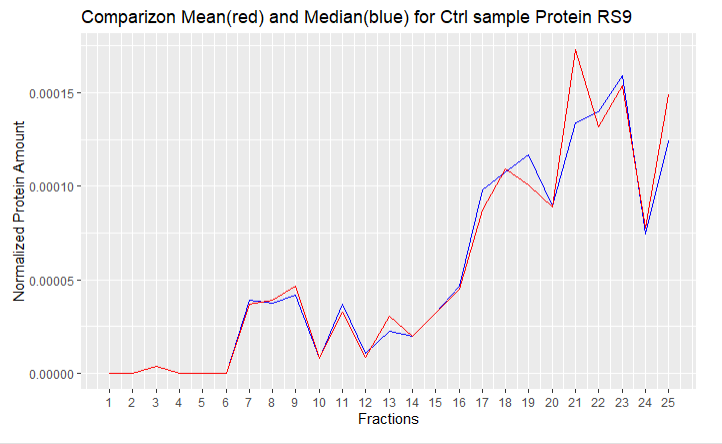 Comparizon Mean(red) and Median(blue) for Ctrl sample Protein RS9
Normalized Protein Amount
0.00015
0.00010
0.00005
0.00000
1 2 3 4 5 6 7 8 9 10 11 12 13 14 15 16 17 18 19 20 21 22 23 24 25
Fractions